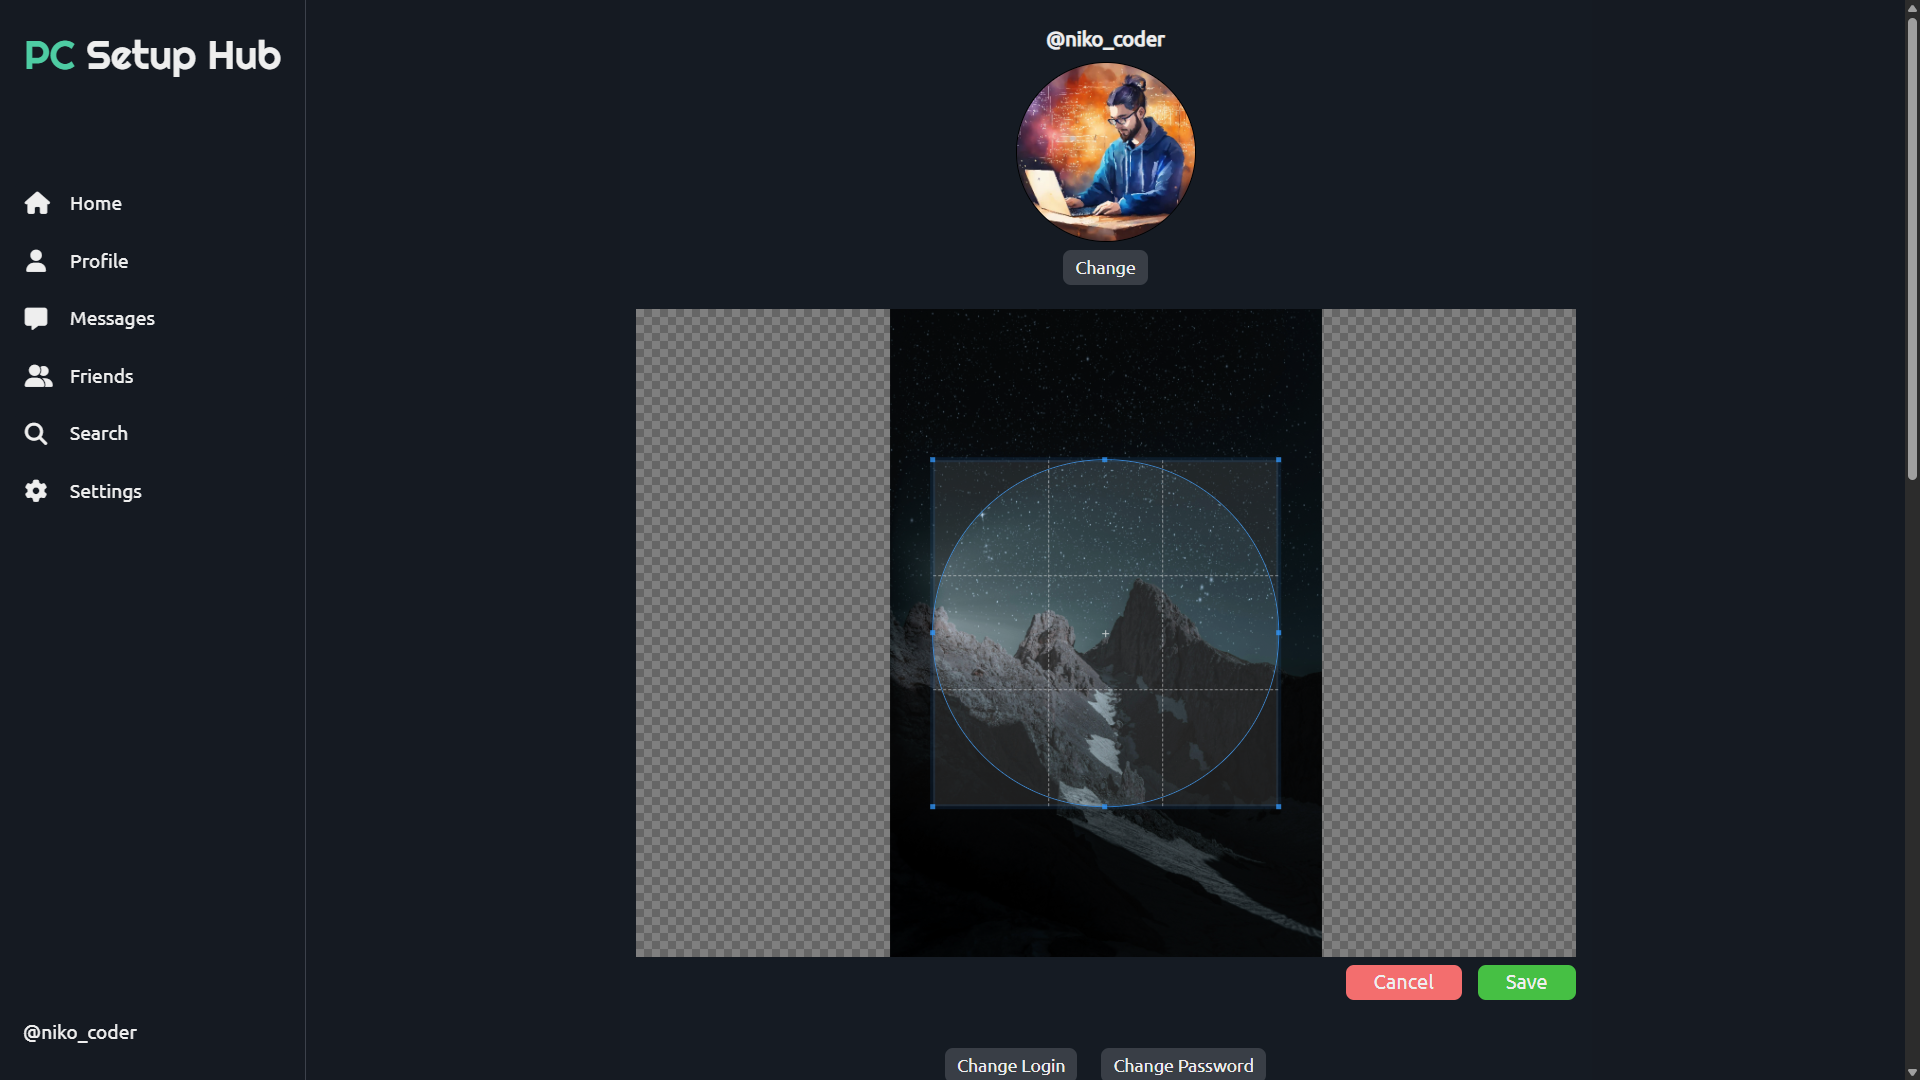 PC Setup Hub
Home
Profile
Messages
Friends
Search
Settings
@niko_coder
@niko_coder
Change
Cancel
Save
Change Login
Change Password